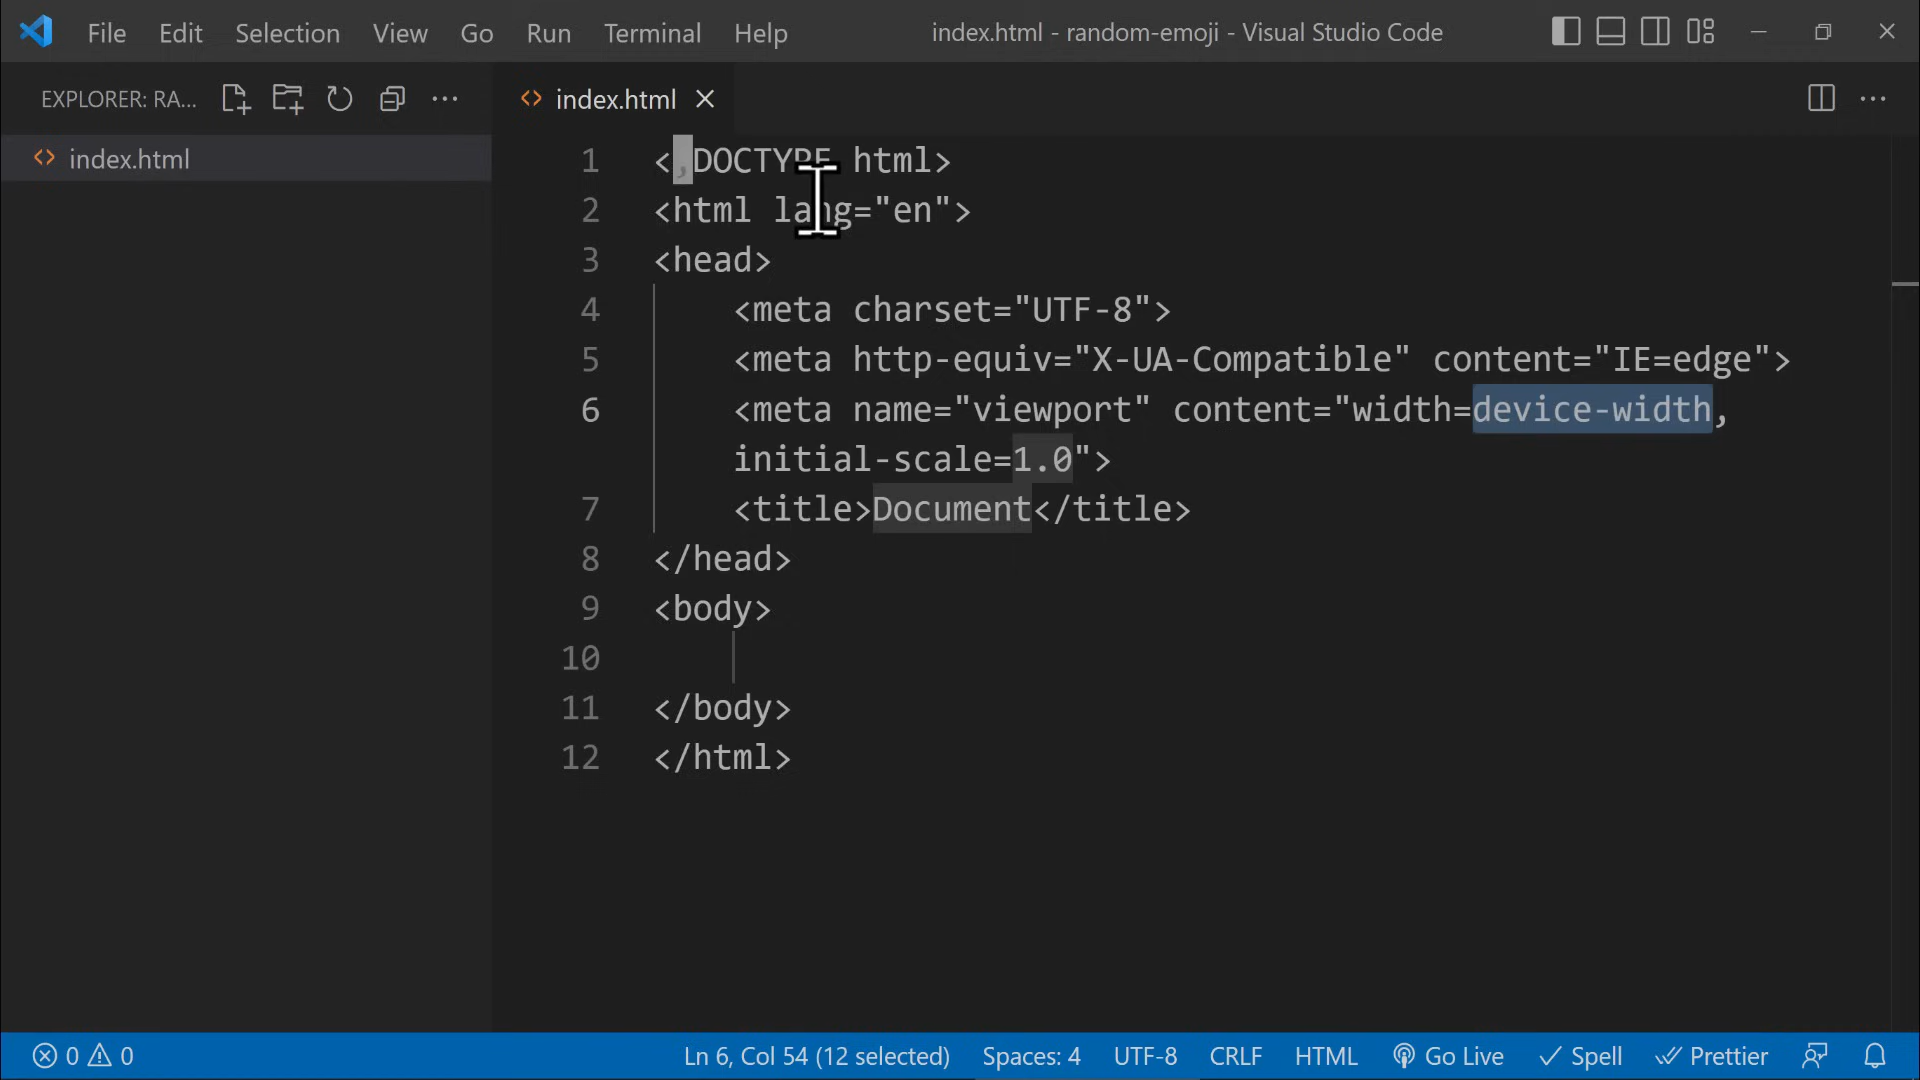 File Edit Selection View Go Run Terminal Help index.html - random-emoji - Visual Studio Code
EXPLORER: RA...
index.html
index.html
1 <,DOCTYPE html>
2 <html lang="en">
3 <head>
4 <meta charset="UTF-8">
5 <meta http-equiv="X-UA-Compatible" content="IE=edge">
6 <meta name="viewport" content="width=device-width,
initial-scale=1.0">
7 <title>Document</title>
8 </head>
9 <body>
10
11 </body>
12 </html>
0 0 Ln 6, Col 54 (12 selected) Spaces: 4 UTF-8 CRLF HTML Go Live Spell Prettier